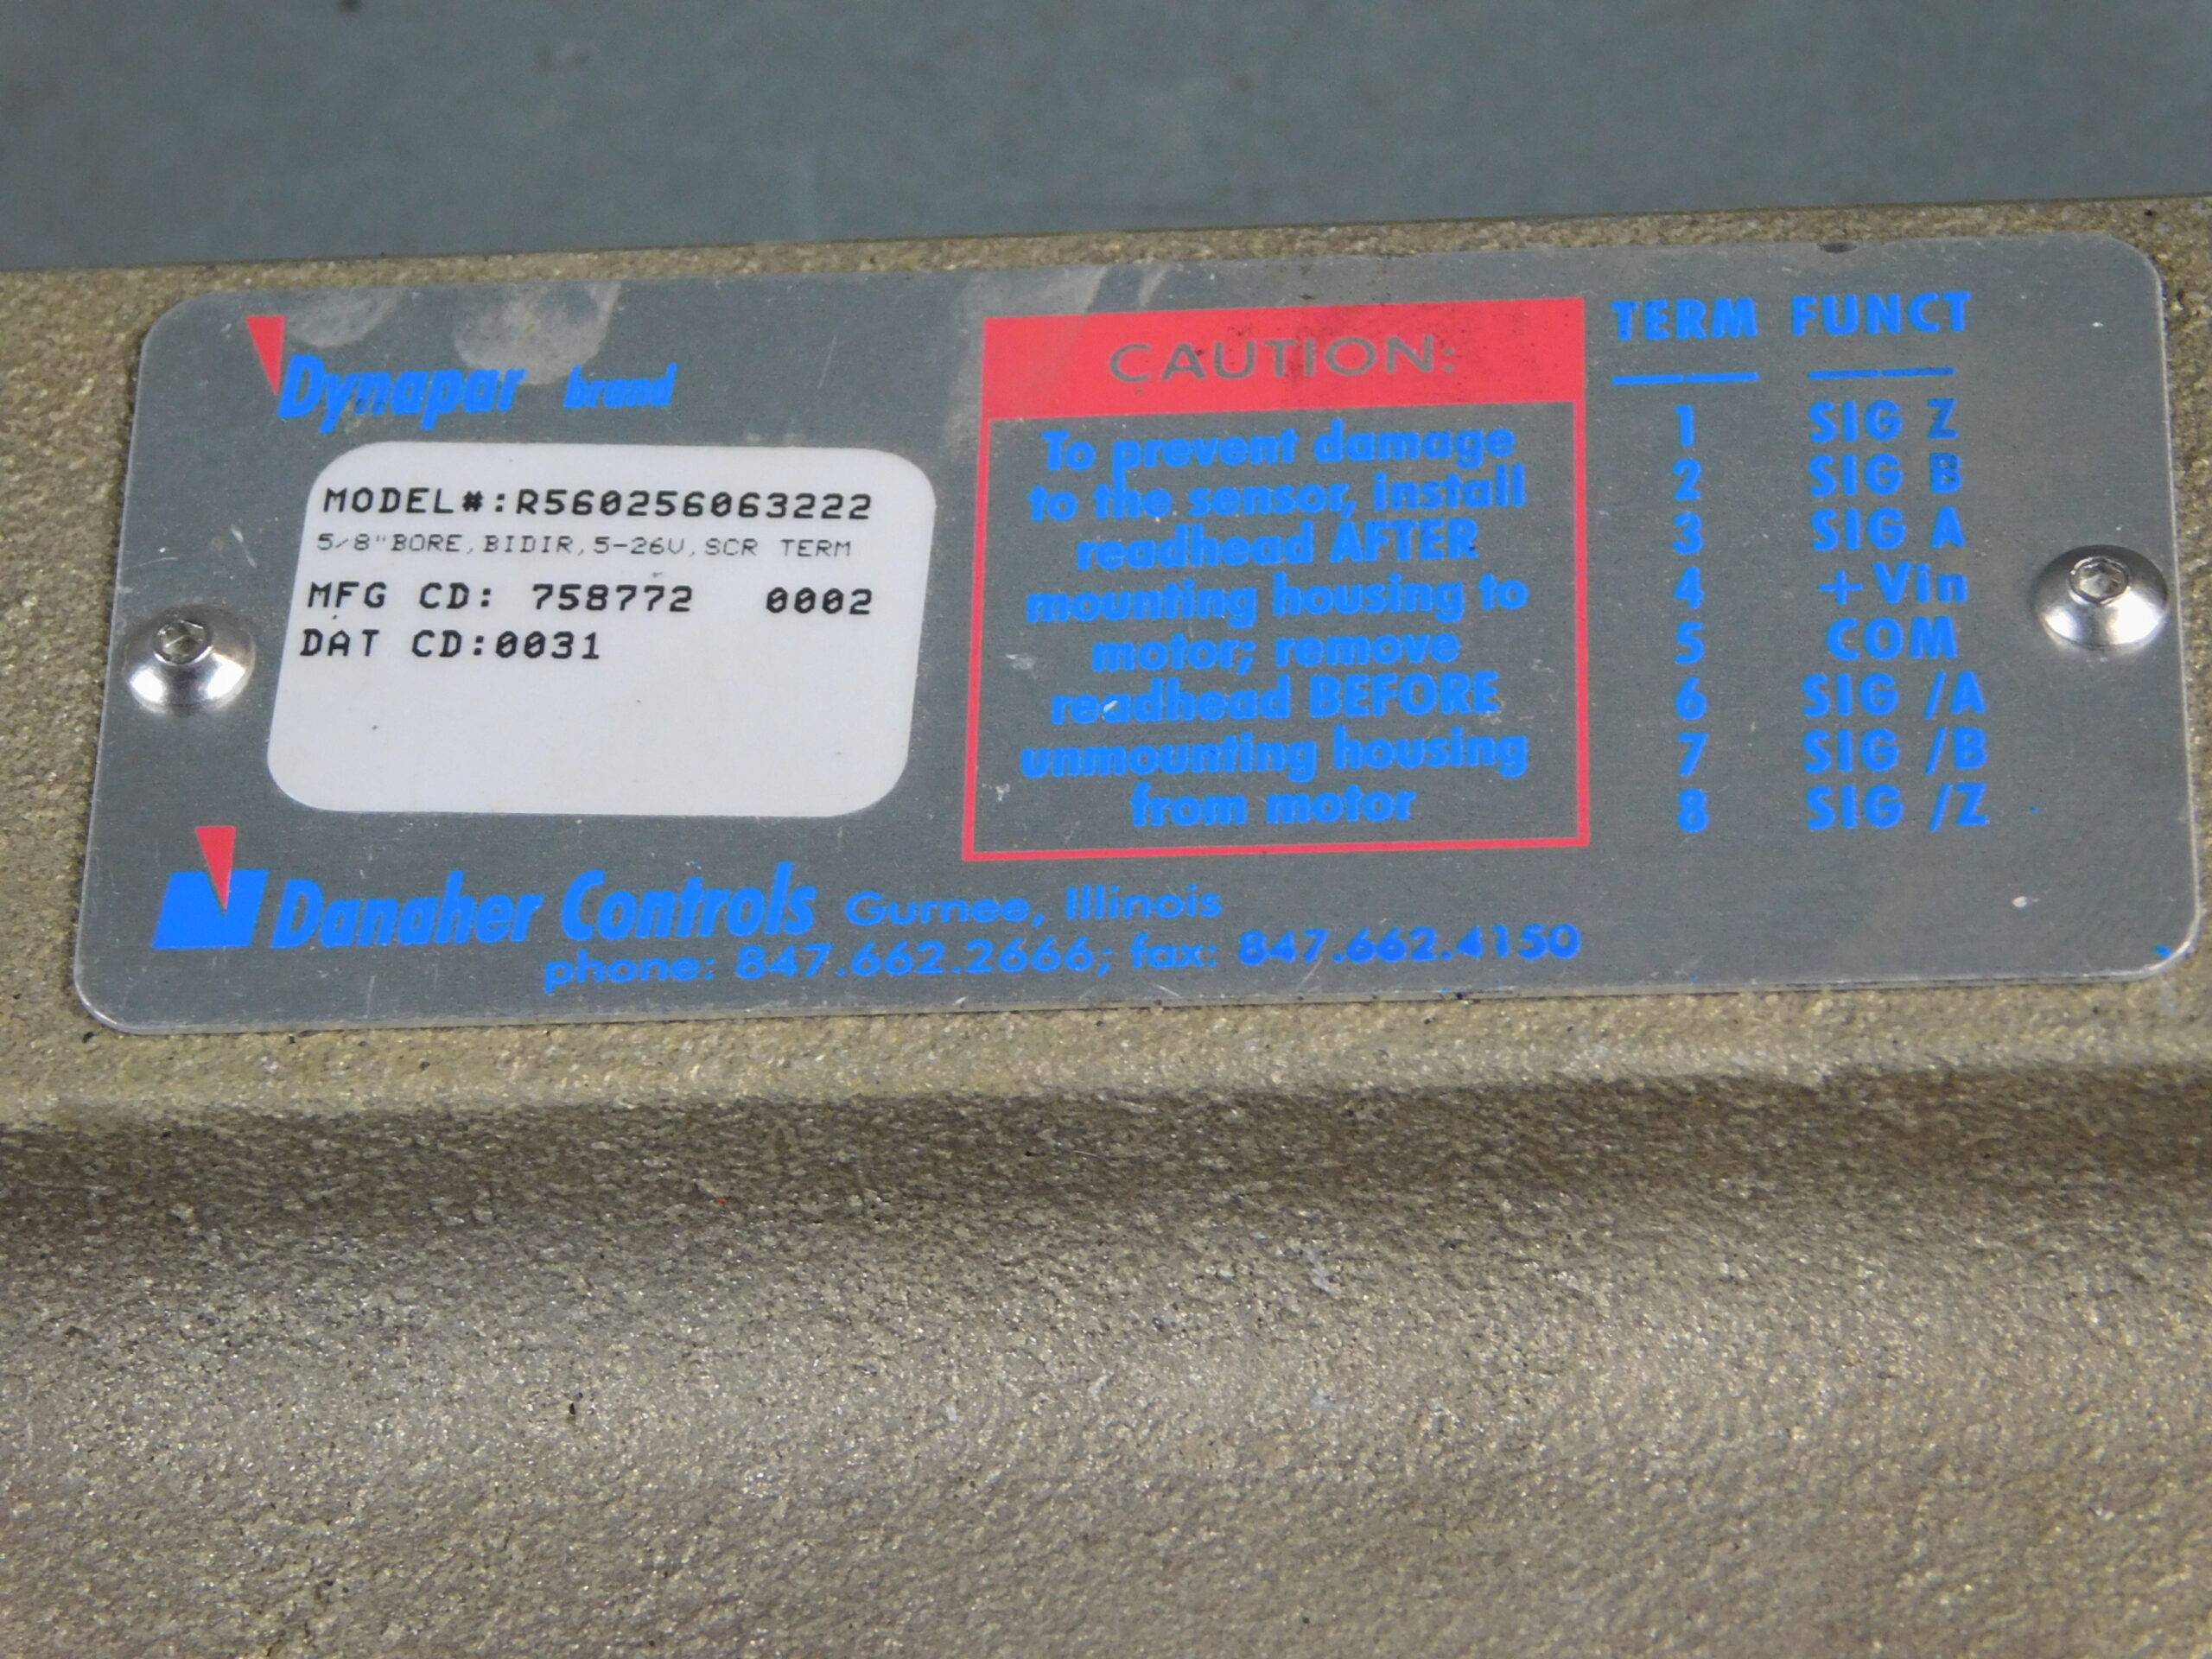 Dynapar brand
MODEL#:R560256063222
5/8"BORE,BIDIR,5-26V,SCR TERM
MFG CD: 758772 0002
DAT CD:0031
CAUTION:
To prevent damage
to the sensor, install
readhead AFTER
mounting housing to
motor; remove
readhead BEFORE
unmounting housing
from motor
TERM FUNCT
1 SIG Z
2 SIG B
3 SIG A
4 +Vin
5 COM
6 SIG /A
7 SIG /B
8 SIG /Z
Danaher Controls Gurnee, Illinois
phone: 847.662.2666; fax: 847.662.4150